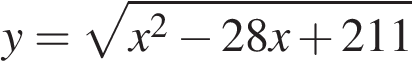 y = √(x² − 28x + 211)